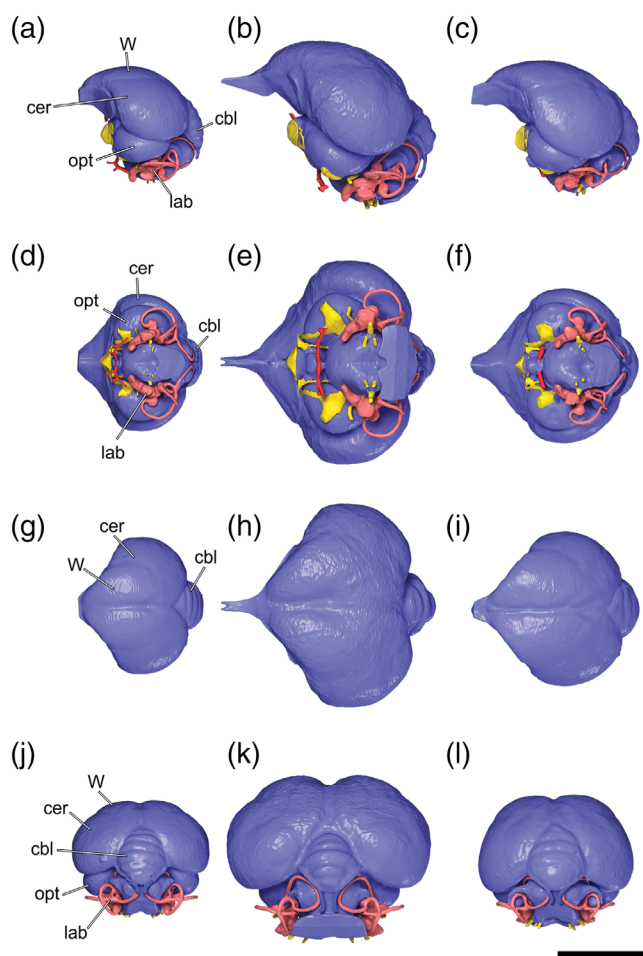 (a)
(b)
(c)
W
cer
cbl
opt
lab
(d)
(e)
(f)
cer
opt
cbl
lab
(g)
(h)
(i)
cer
W
cbl
(j)
(k)
(l)
W
cer
cbl
opt
lab